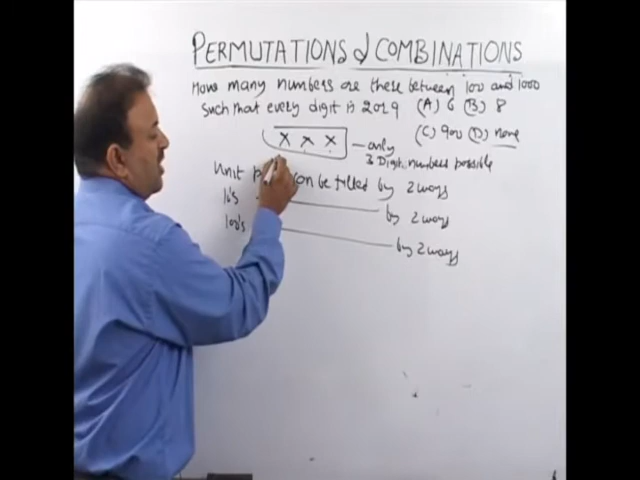 PERMUTATIONS & COMBINATIONS
How many numbers are there between 100 and 1000
such that every digit is 2 or 9 (A) 6 (B) 8
(C) 900 (D) none
X X X — only
3 Digit numbers possible
Unit can be filled by 2 ways
10's by 2 ways
100's by 2 ways